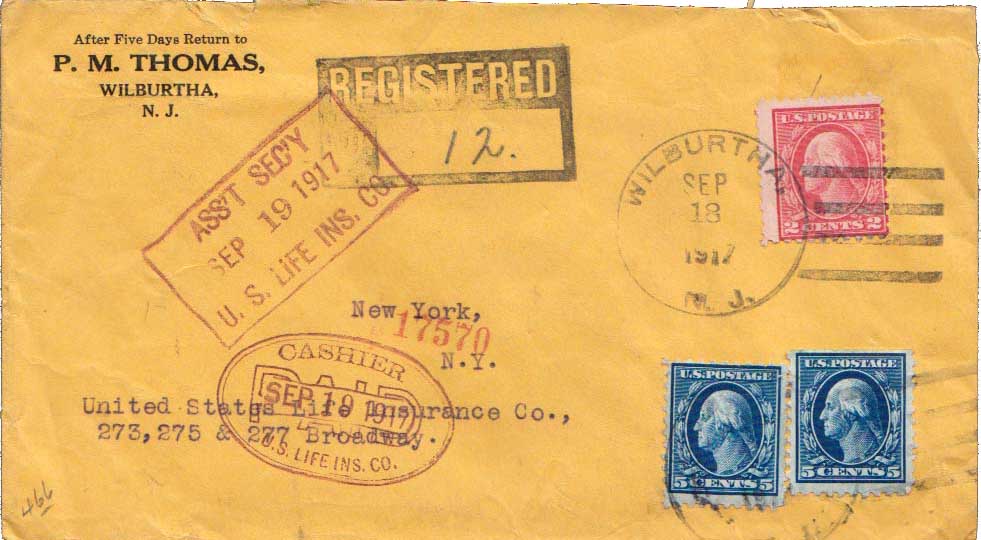 After Five Days Return to
P. M. THOMAS,
WILBURTHA,
N. J.
REGISTERED
12.
ASS'T SEC'Y
SEP 19 1917
U. S. LIFE INS. CO.
WILBURTHA
SEP
18
1917
N. J.
U.S. POSTAGE
2 CENTS 2
New York,
17570
N.Y.
CASHIER
PAID
SEP 19 1917
U.S. LIFE INS. CO.
United States Life Insurance Co.,
273,275 & 277 Broadway.
U.S. POSTAGE
5 CENTS 5
U.S. POSTAGE
5 CENTS 5
466